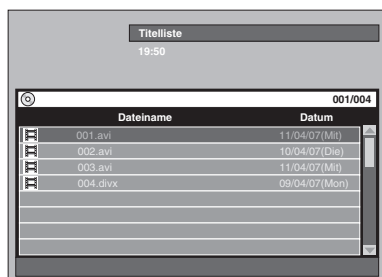 Titelliste
19:50
001/004
Dateiname Datum
001.avi 11/04/07(Mit)
002.avi 10/04/07(Die)
003.avi 11/04/07(Mit)
004.divx 09/04/07(Mon)